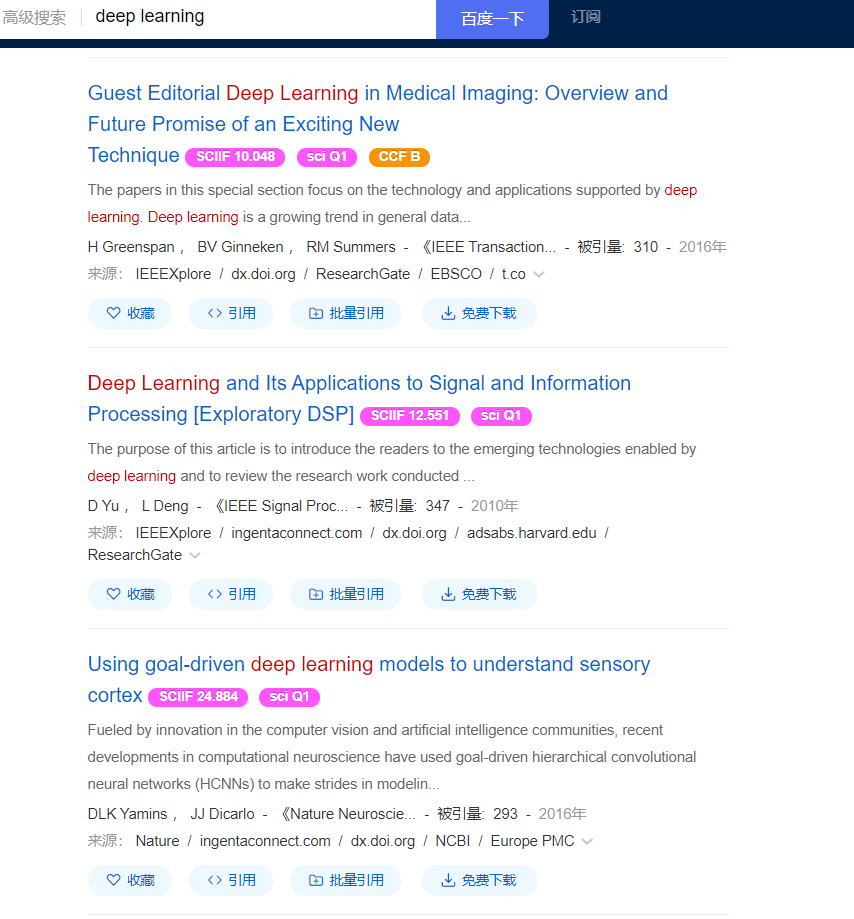 高级搜索 deep learning 百度一下 订阅
Guest Editorial Deep Learning in Medical Imaging: Overview and
Future Promise of an Exciting New
Technique SCIIF 10.048 sci Q1 CCF B
The papers in this special section focus on the technology and applications supported by deep
learning. Deep learning is a growing trend in general data...
H Greenspan , BV Ginneken , RM Summers - 《IEEE Transaction... - 被引量: 310 - 2016年
来源: IEEEXplore / dx.doi.org / ResearchGate / EBSCO / t.co
收藏 引用 批量引用 免费下载
Deep Learning and Its Applications to Signal and Information
Processing [Exploratory DSP] SCIIF 12.551 sci Q1
The purpose of this article is to introduce the readers to the emerging technologies enabled by
deep learning and to review the research work conducted ...
D Yu , L Deng - 《IEEE Signal Proc... - 被引量: 347 - 2010年
来源: IEEEXplore / ingentaconnect.com / dx.doi.org / adsabs.harvard.edu /
ResearchGate
收藏 引用 批量引用 免费下载
Using goal-driven deep learning models to understand sensory
cortex SCIIF 24.884 sci Q1
Fueled by innovation in the computer vision and artificial intelligence communities, recent
developments in computational neuroscience have used goal-driven hierarchical convolutional
neural networks (HCNNs) to make strides in modelin...
DLK Yamins , JJ Dicarlo - 《Nature Neuroscie... - 被引量: 293 - 2016年
来源: Nature / ingentaconnect.com / dx.doi.org / NCBI / Europe PMC
收藏 引用 批量引用 免费下载